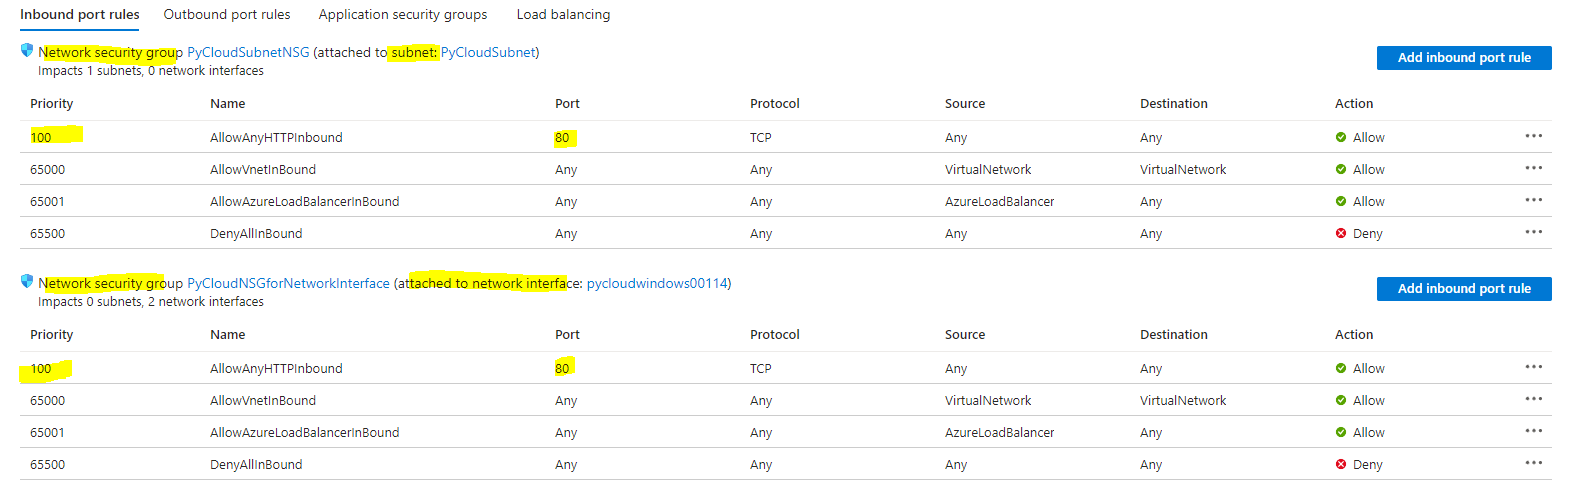 Inbound port rules Outbound port rules Application security groups Load balancing
Network security group PyCloudSubnetNSG (attached to subnet: PyCloudSubnet)
Impacts 1 subnets, 0 network interfaces
Add inbound port rule
Priority Name Port Protocol Source Destination Action
100 AllowAnyHTTPInbound 80 TCP Any Any Allow
65000 AllowVnetInBound Any Any VirtualNetwork VirtualNetwork Allow
65001 AllowAzureLoadBalancerInBound Any Any AzureLoadBalancer Any Allow
65500 DenyAllInBound Any Any Any Any Deny
Network security group PyCloudNSGforNetworkInterface (attached to network interface: pycloudwindows00114)
Impacts 0 subnets, 2 network interfaces
Add inbound port rule
Priority Name Port Protocol Source Destination Action
100 AllowAnyHTTPInbound 80 TCP Any Any Allow
65000 AllowVnetInBound Any Any VirtualNetwork VirtualNetwork Allow
65001 AllowAzureLoadBalancerInBound Any Any AzureLoadBalancer Any Allow
65500 DenyAllInBound Any Any Any Any Deny